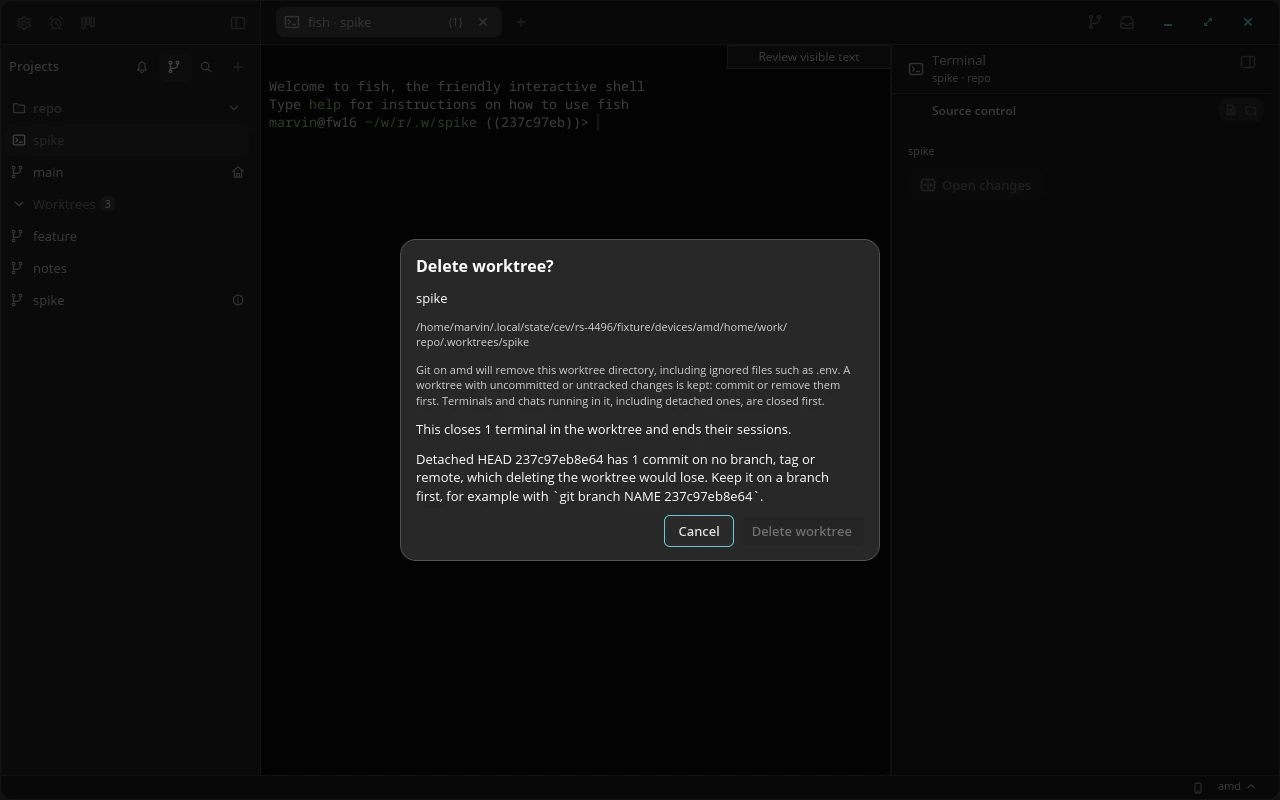 fish · spike (1)
Projects
Review visible text
Terminal
spike · repo
repo
Welcome to fish, the friendly interactive shell
Type help for instructions on how to use fish
marvin@fw16 ~/w/r/.w/spike ((237c97eb))>
Source control
spike
main
spike
Open changes
Worktrees 3
feature
notes
spike
Delete worktree?
spike
/home/marvin/.local/state/cev/rs-4496/fixture/devices/amd/home/work/
repo/.worktrees/spike
Git on amd will remove this worktree directory, including ignored files such as .env. A
worktree with uncommitted or untracked changes is kept: commit or remove them
first. Terminals and chats running in it, including detached ones, are closed first.
This closes 1 terminal in the worktree and ends their sessions.
Detached HEAD 237c97eb8e64 has 1 commit on no branch, tag or
remote, which deleting the worktree would lose. Keep it on a branch
first, for example with `git branch NAME 237c97eb8e64`.
Cancel Delete worktree
amd